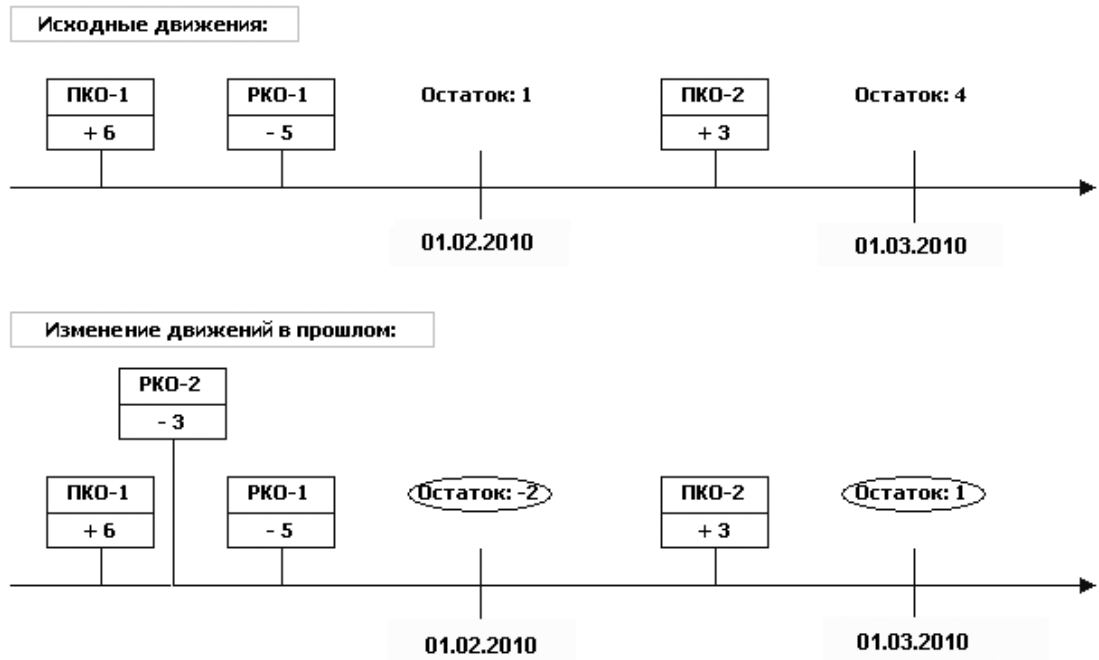 Исходные движения:
ПКО-1 РКО-1 Остаток: 1 ПКО-2 Остаток: 4
+ 6 - 5 + 3
01.02.2010 01.03.2010
Изменение движений в прошлом:
РКО-2
- 3
ПКО-1 РКО-1 Остаток: -2 ПКО-2 Остаток: 1
+ 6 - 5 + 3
01.02.2010 01.03.2010